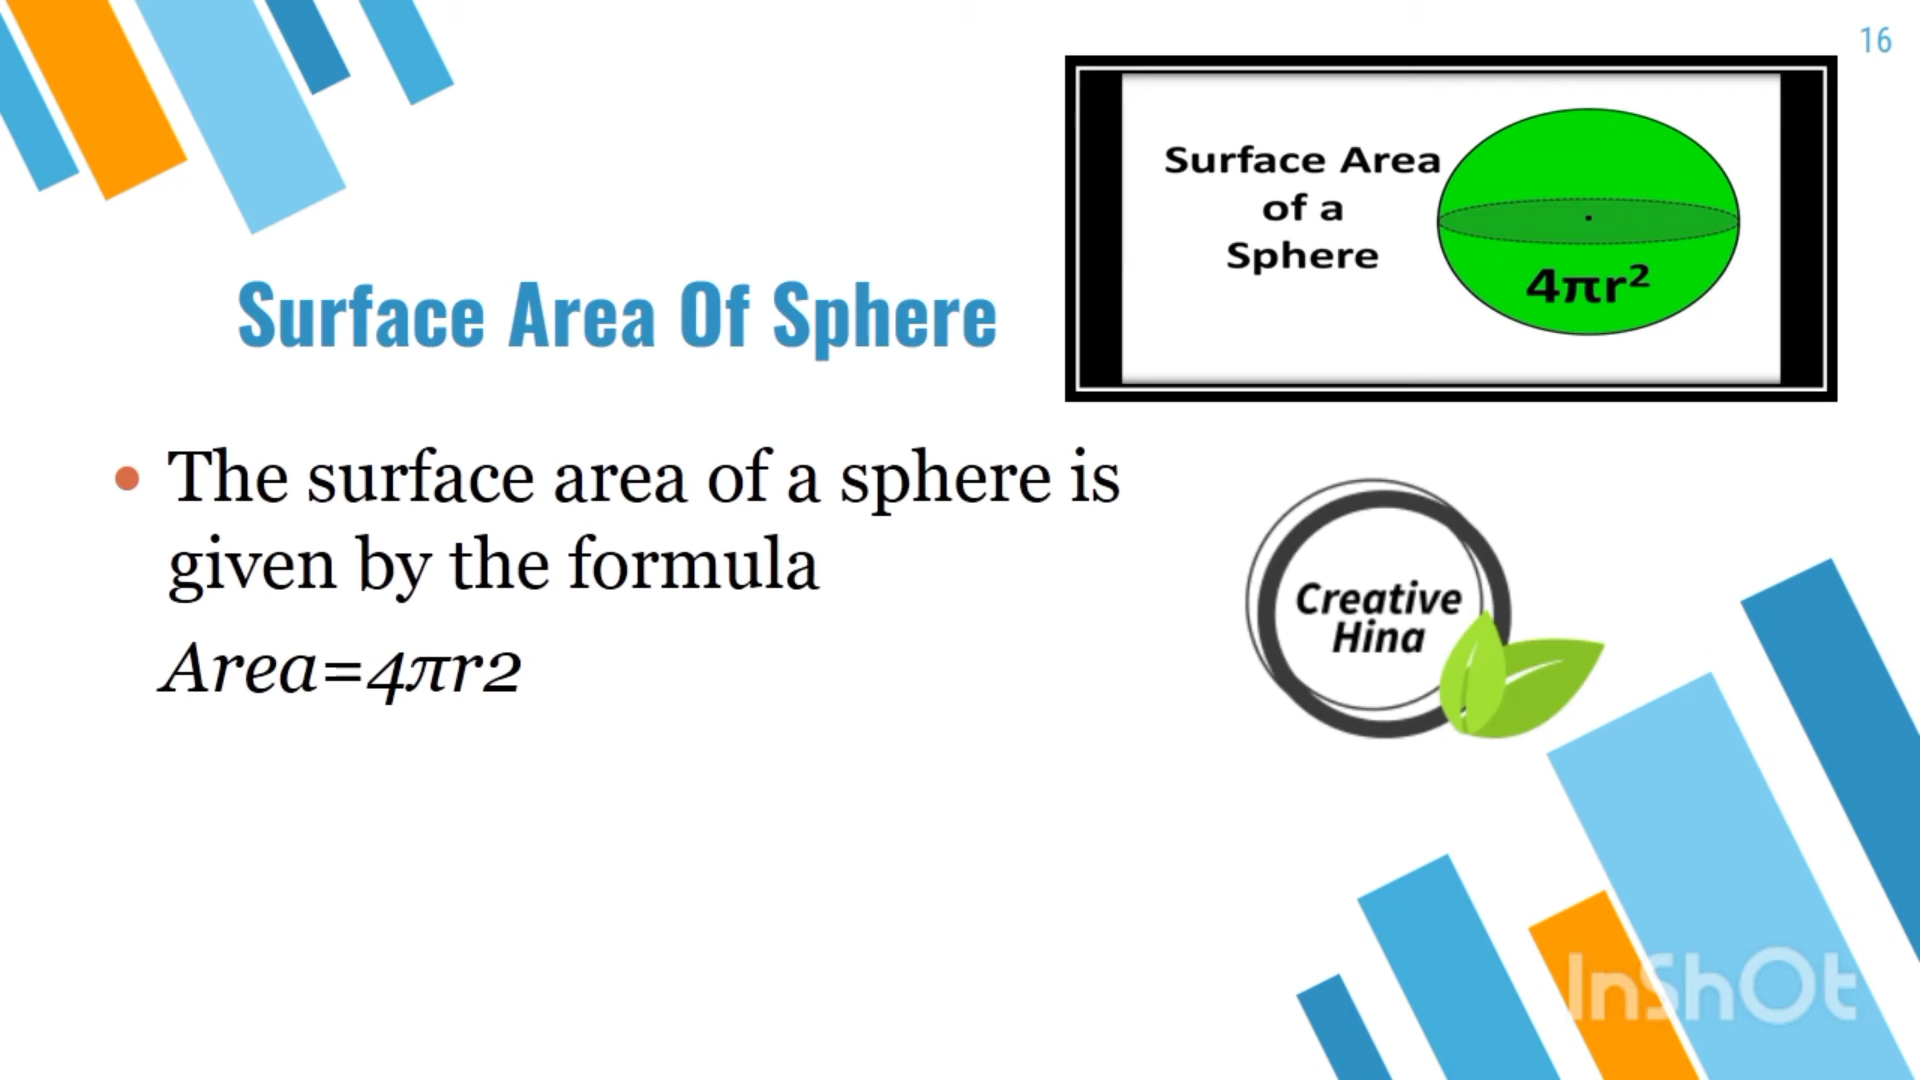 16
Surface Area
of a
Sphere
4πr²
Surface Area Of Sphere
• The surface area of a sphere is
given by the formula
Area=4πr2
Creative
Hina
InShOt